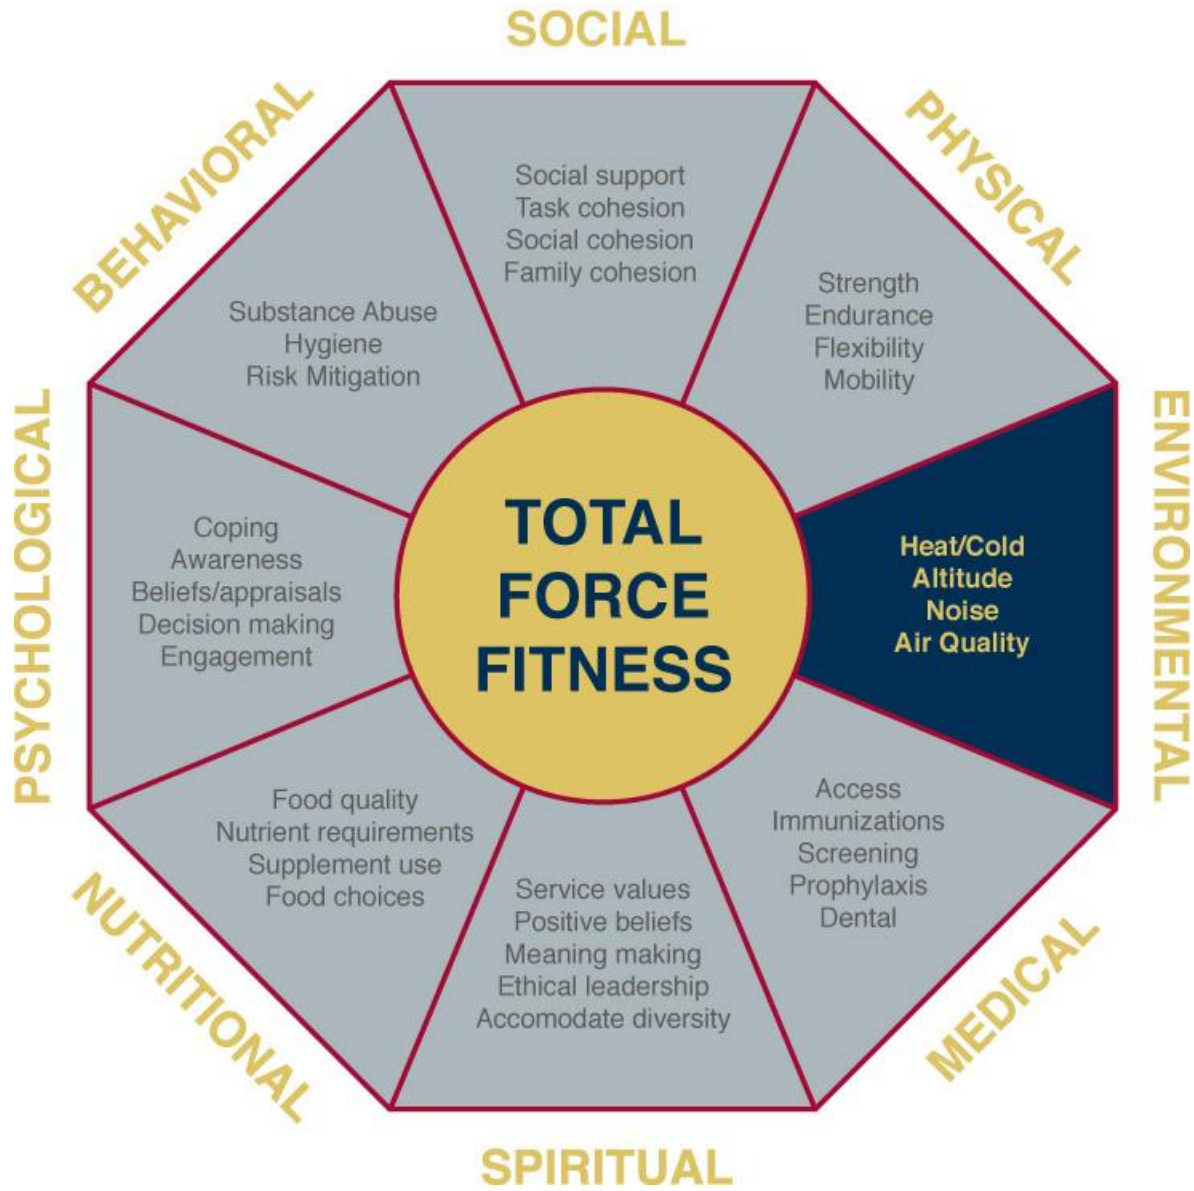 SOCIAL
Social support
Task cohesion
Social cohesion
Family cohesion
PHYSICAL
Strength
Endurance
Flexibility
Mobility
ENVIRONMENTAL
Heat/Cold
Altitude
Noise
Air Quality
MEDICAL
Access
Immunizations
Screening
Prophylaxis
Dental
SPIRITUAL
Service values
Positive beliefs
Meaning making
Ethical leadership
Accomodate diversity
NUTRITIONAL
Food quality
Nutrient requirements
Supplement use
Food choices
PSYCHOLOGICAL
Coping
Awareness
Beliefs/appraisals
Decision making
Engagement
BEHAVIORAL
Substance Abuse
Hygiene
Risk Mitigation
TOTAL
FORCE
FITNESS